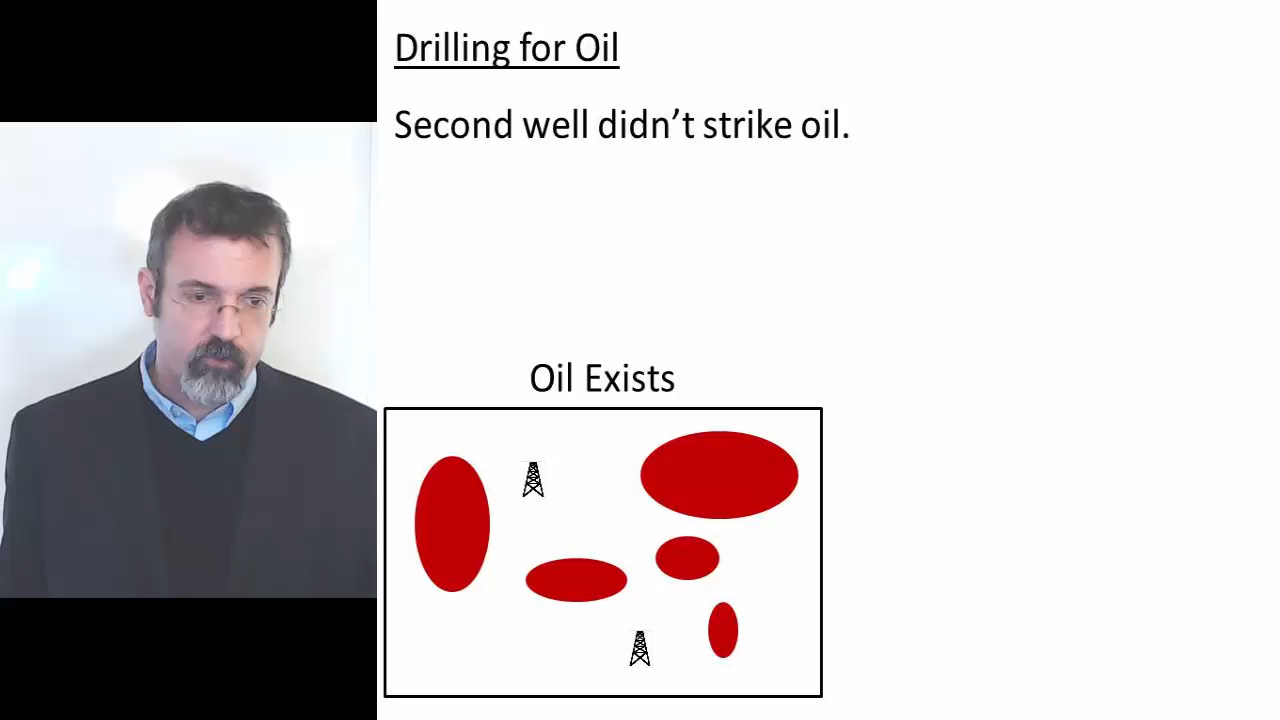 Drilling for Oil
Second well didn’t strike oil.
Oil Exists